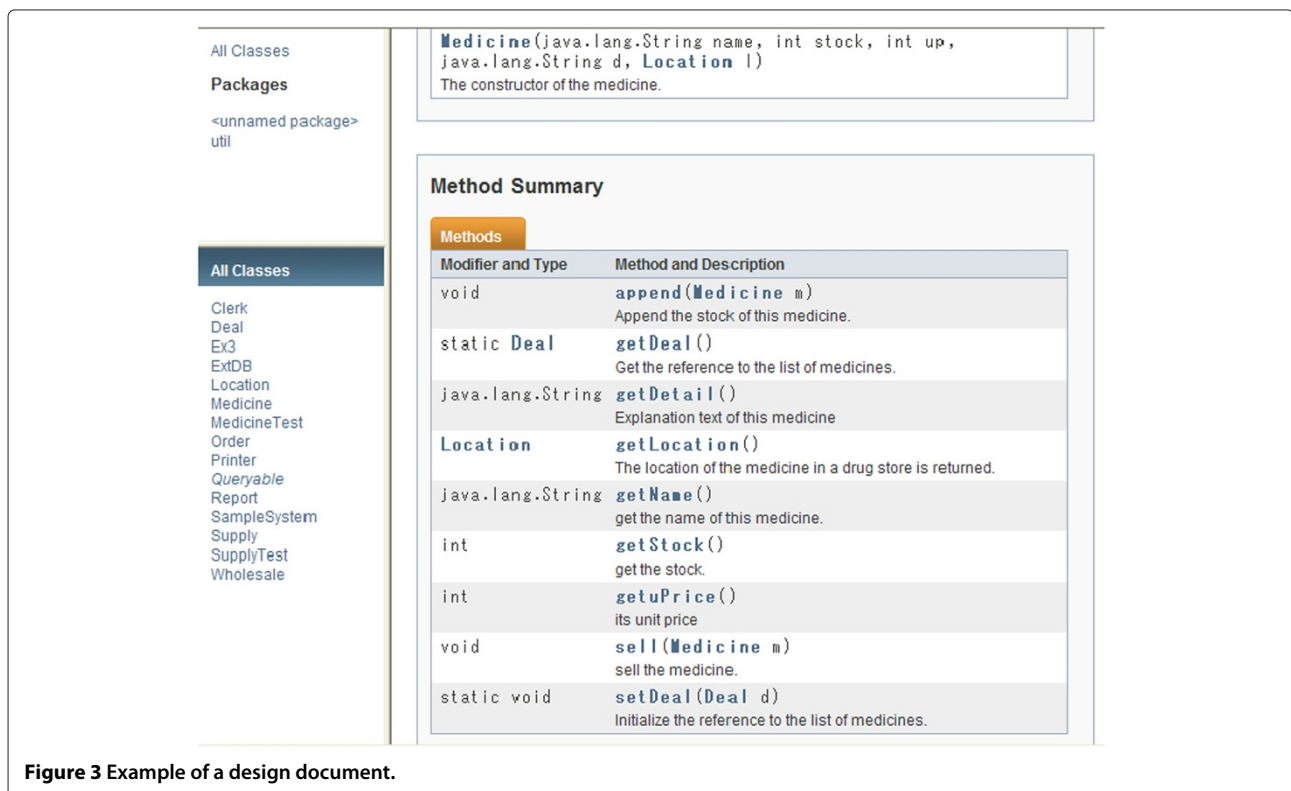 All Classes
Packages
<unnamed package>
util
All Classes
Clerk
Deal
Ex3
ExtDB
Location
Medicine
MedicineTest
Order
Printer
Queryable
Report
SampleSystem
Supply
SupplyTest
Wholesale
Medicine(java.lang.String name, int stock, int up,
java.lang.String d, Location l)
The constructor of the medicine.
Method Summary
Methods
Modifier and Type Method and Description
void append(Medicine m)
Append the stock of this medicine.
static Deal getDeal()
Get the reference to the list of medicines.
java.lang.String getDetail()
Explanation text of this medicine
Location getLocation()
The location of the medicine in a drug store is returned.
java.lang.String getName()
get the name of this medicine.
int getStock()
get the stock.
int getuPrice()
its unit price
void sell(Medicine m)
sell the medicine.
static void setDeal(Deal d)
Initialize the reference to the list of medicines.
Figure 3 Example of a design document.